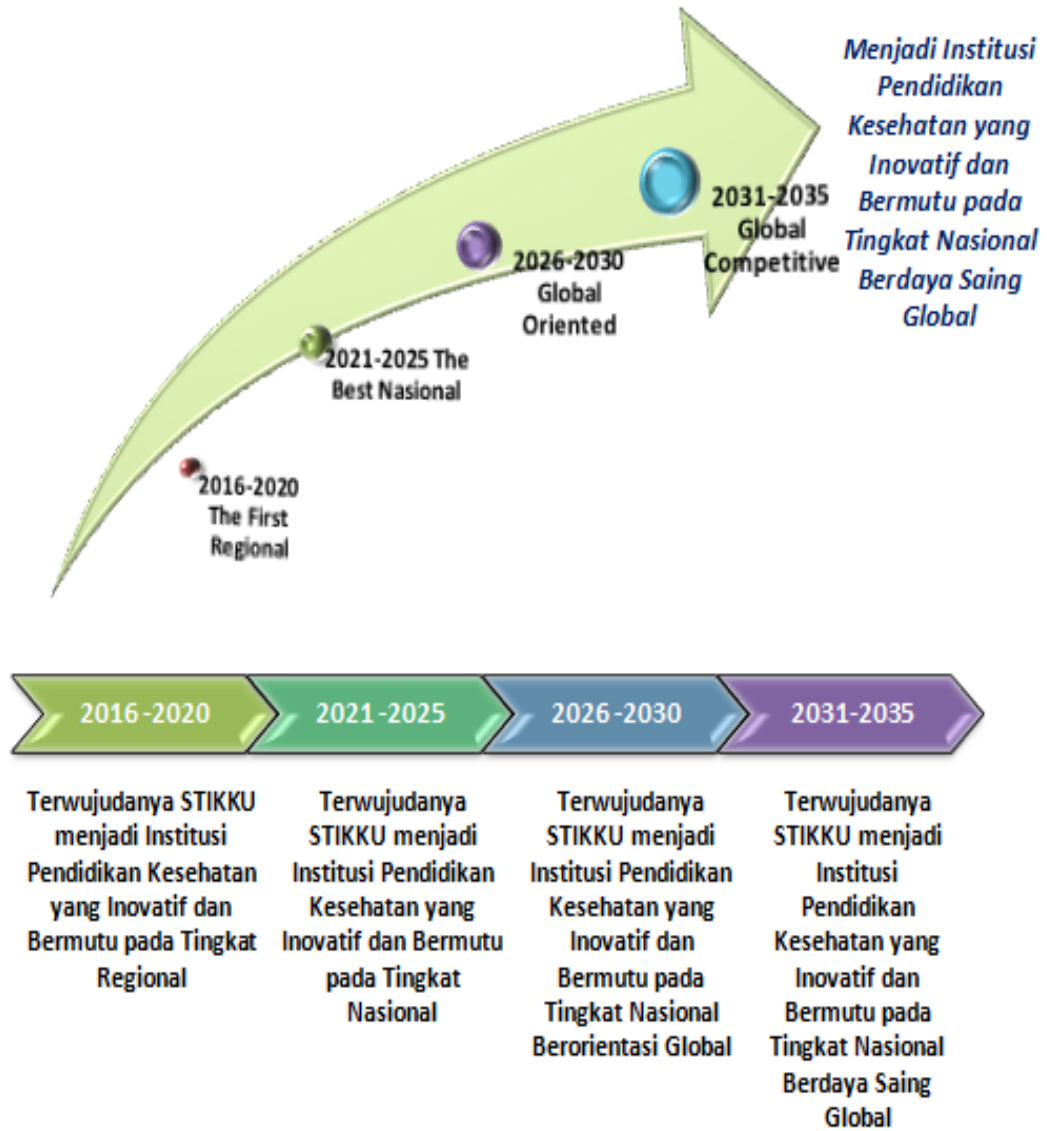 Menjadi Institusi
Pendidikan
Kesehatan yang
Inovatif dan
Bermutu pada
Tingkat Nasional
Berdaya Saing
Global
2031-2035
Global
Competitive
2026-2030
Global
Oriented
2021-2025 The
Best Nasional
2016-2020
The First
Regional
2016-2020
2021-2025
2026-2030
2031-2035
Terwujudanya STIKKU
menjadi Institusi
Pendidikan Kesehatan
yang Inovatif dan
Bermutu pada Tingkat
Regional
Terwujudanya
STIKKU menjadi
Institusi Pendidikan
Kesehatan yang
Inovatif dan Bermutu
pada Tingkat
Nasional
Terwujudanya
STIKKU menjadi
Institusi Pendidikan
Kesehatan yang
Inovatif dan
Bermutu pada
Tingkat Nasional
Berorientasi Global
Terwujudanya
STIKKU menjadi
Institusi
Pendidikan
Kesehatan yang
Inovatif dan
Bermutu pada
Tingkat Nasional
Berdaya Saing
Global